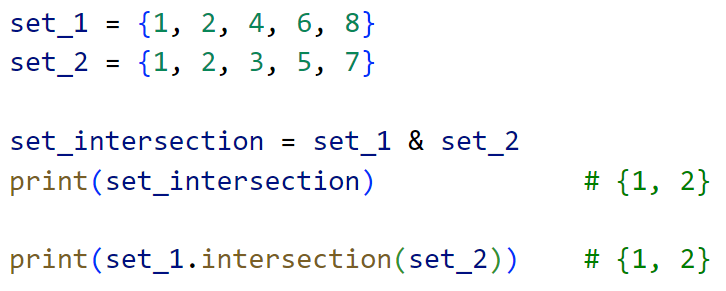 set_1 = {1, 2, 4, 6, 8}
set_2 = {1, 2, 3, 5, 7}
set_intersection = set_1 & set_2
print(set_intersection)             # {1, 2}
print(set_1.intersection(set_2))    # {1, 2}